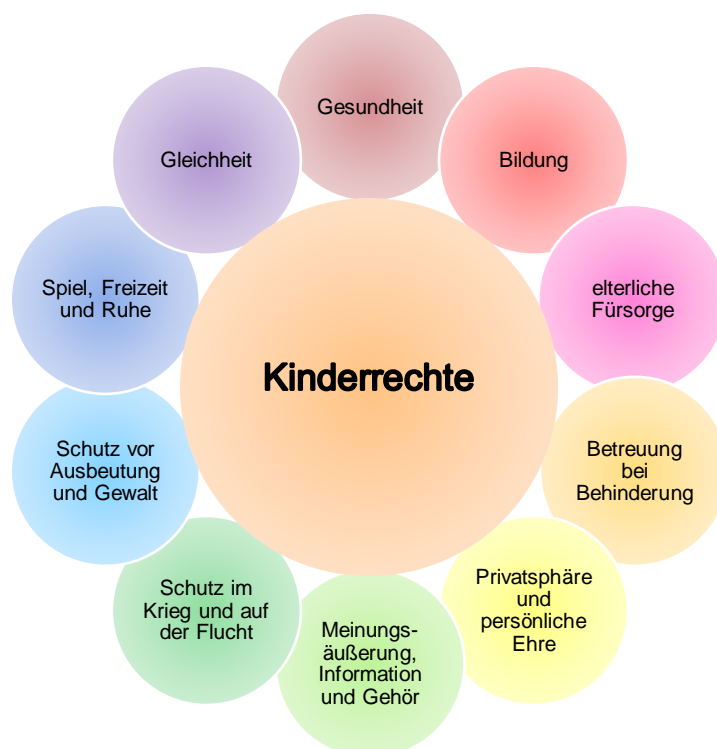 Gesundheit
Bildung
elterliche
Fürsorge
Betreuung
bei
Behinderung
Privatsphäre
und
persönliche
Ehre
Meinungs-
äußerung,
Information
und Gehör
Schutz im
Krieg und auf
der Flucht
Schutz vor
Ausbeutung
und Gewalt
Spiel, Freizeit
und Ruhe
Gleichheit
Kinderrechte